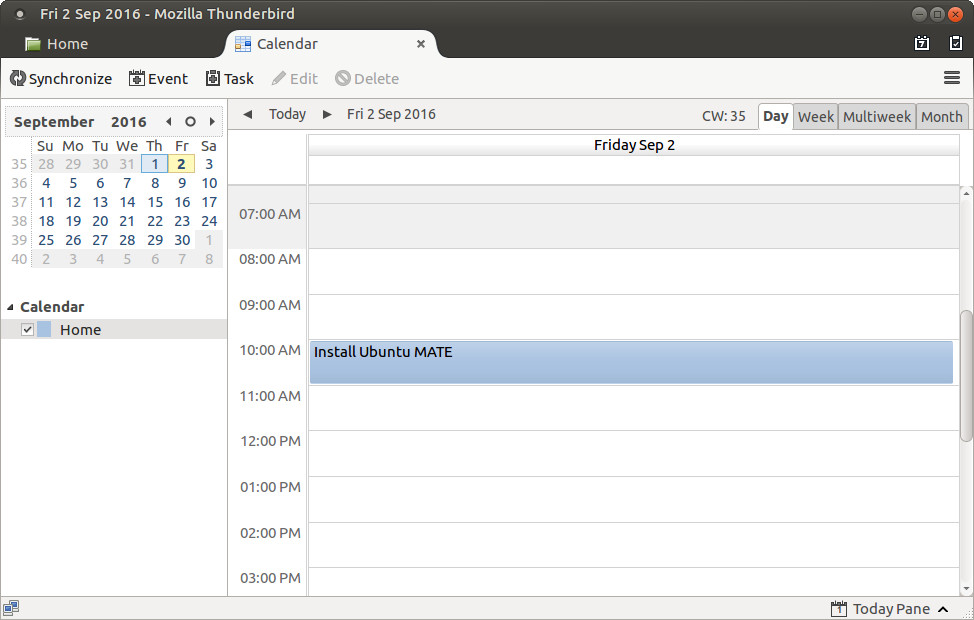 Fri 2 Sep 2016 - Mozilla Thunderbird
Home
Calendar
7
Synchronize Event Task Edit Delete
September 2016
Today Fri 2 Sep 2016 CW: 35 Day Week Multiweek Month
Su Mo Tu We Th Fr Sa
35 28 29 30 31 1 2 3
36 4 5 6 7 8 9 10
37 11 12 13 14 15 16 17
38 18 19 20 21 22 23 24
39 25 26 27 28 29 30 1
40 2 3 4 5 6 7 8
Calendar
Home
Friday Sep 2
07:00 AM
08:00 AM
09:00 AM
10:00 AM Install Ubuntu MATE
11:00 AM
12:00 PM
01:00 PM
02:00 PM
03:00 PM
1 Today Pane